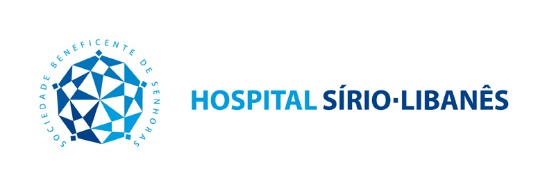 SOCIEDADE BENEFICENTE DE SENHORAS
HOSPITAL SÍRIO·LIBANÊS